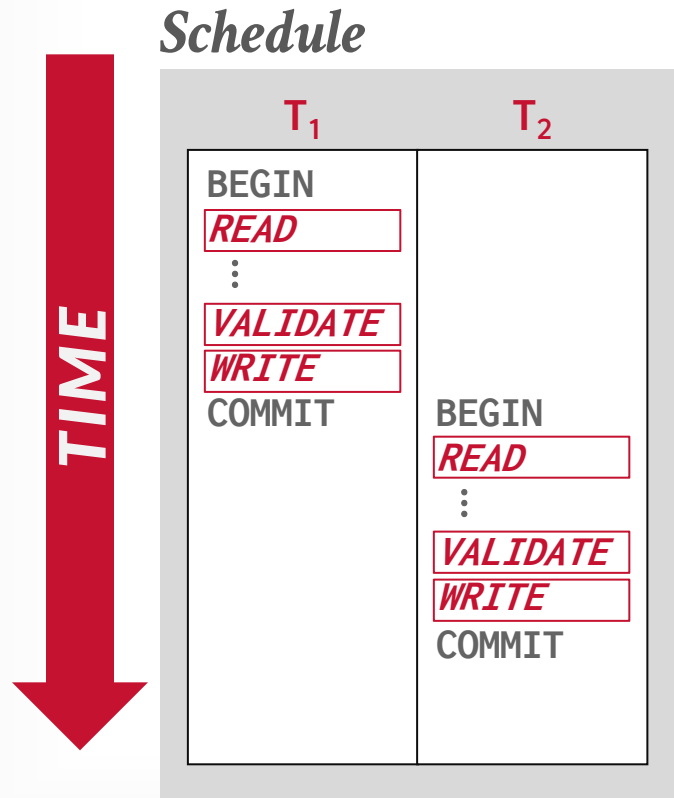 Schedule
TIME
T₁ T₂
BEGIN
READ
⋮
VALIDATE
WRITE
COMMIT BEGIN
READ
⋮
VALIDATE
WRITE
COMMIT